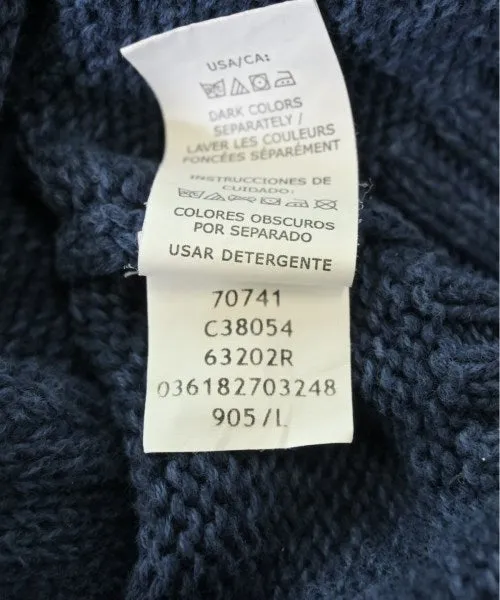 USA/CA:
DARK COLORS
SEPARATELY/
LAVER LES COULEURS
FONCÉES SÉPARÉMENT
INSTRUCCIONES DE
CUIDADO:
COLORES OBSCUROS
POR SEPARADO
USAR DETERGENTE
70741
C38054
63202R
036182703248
905/L